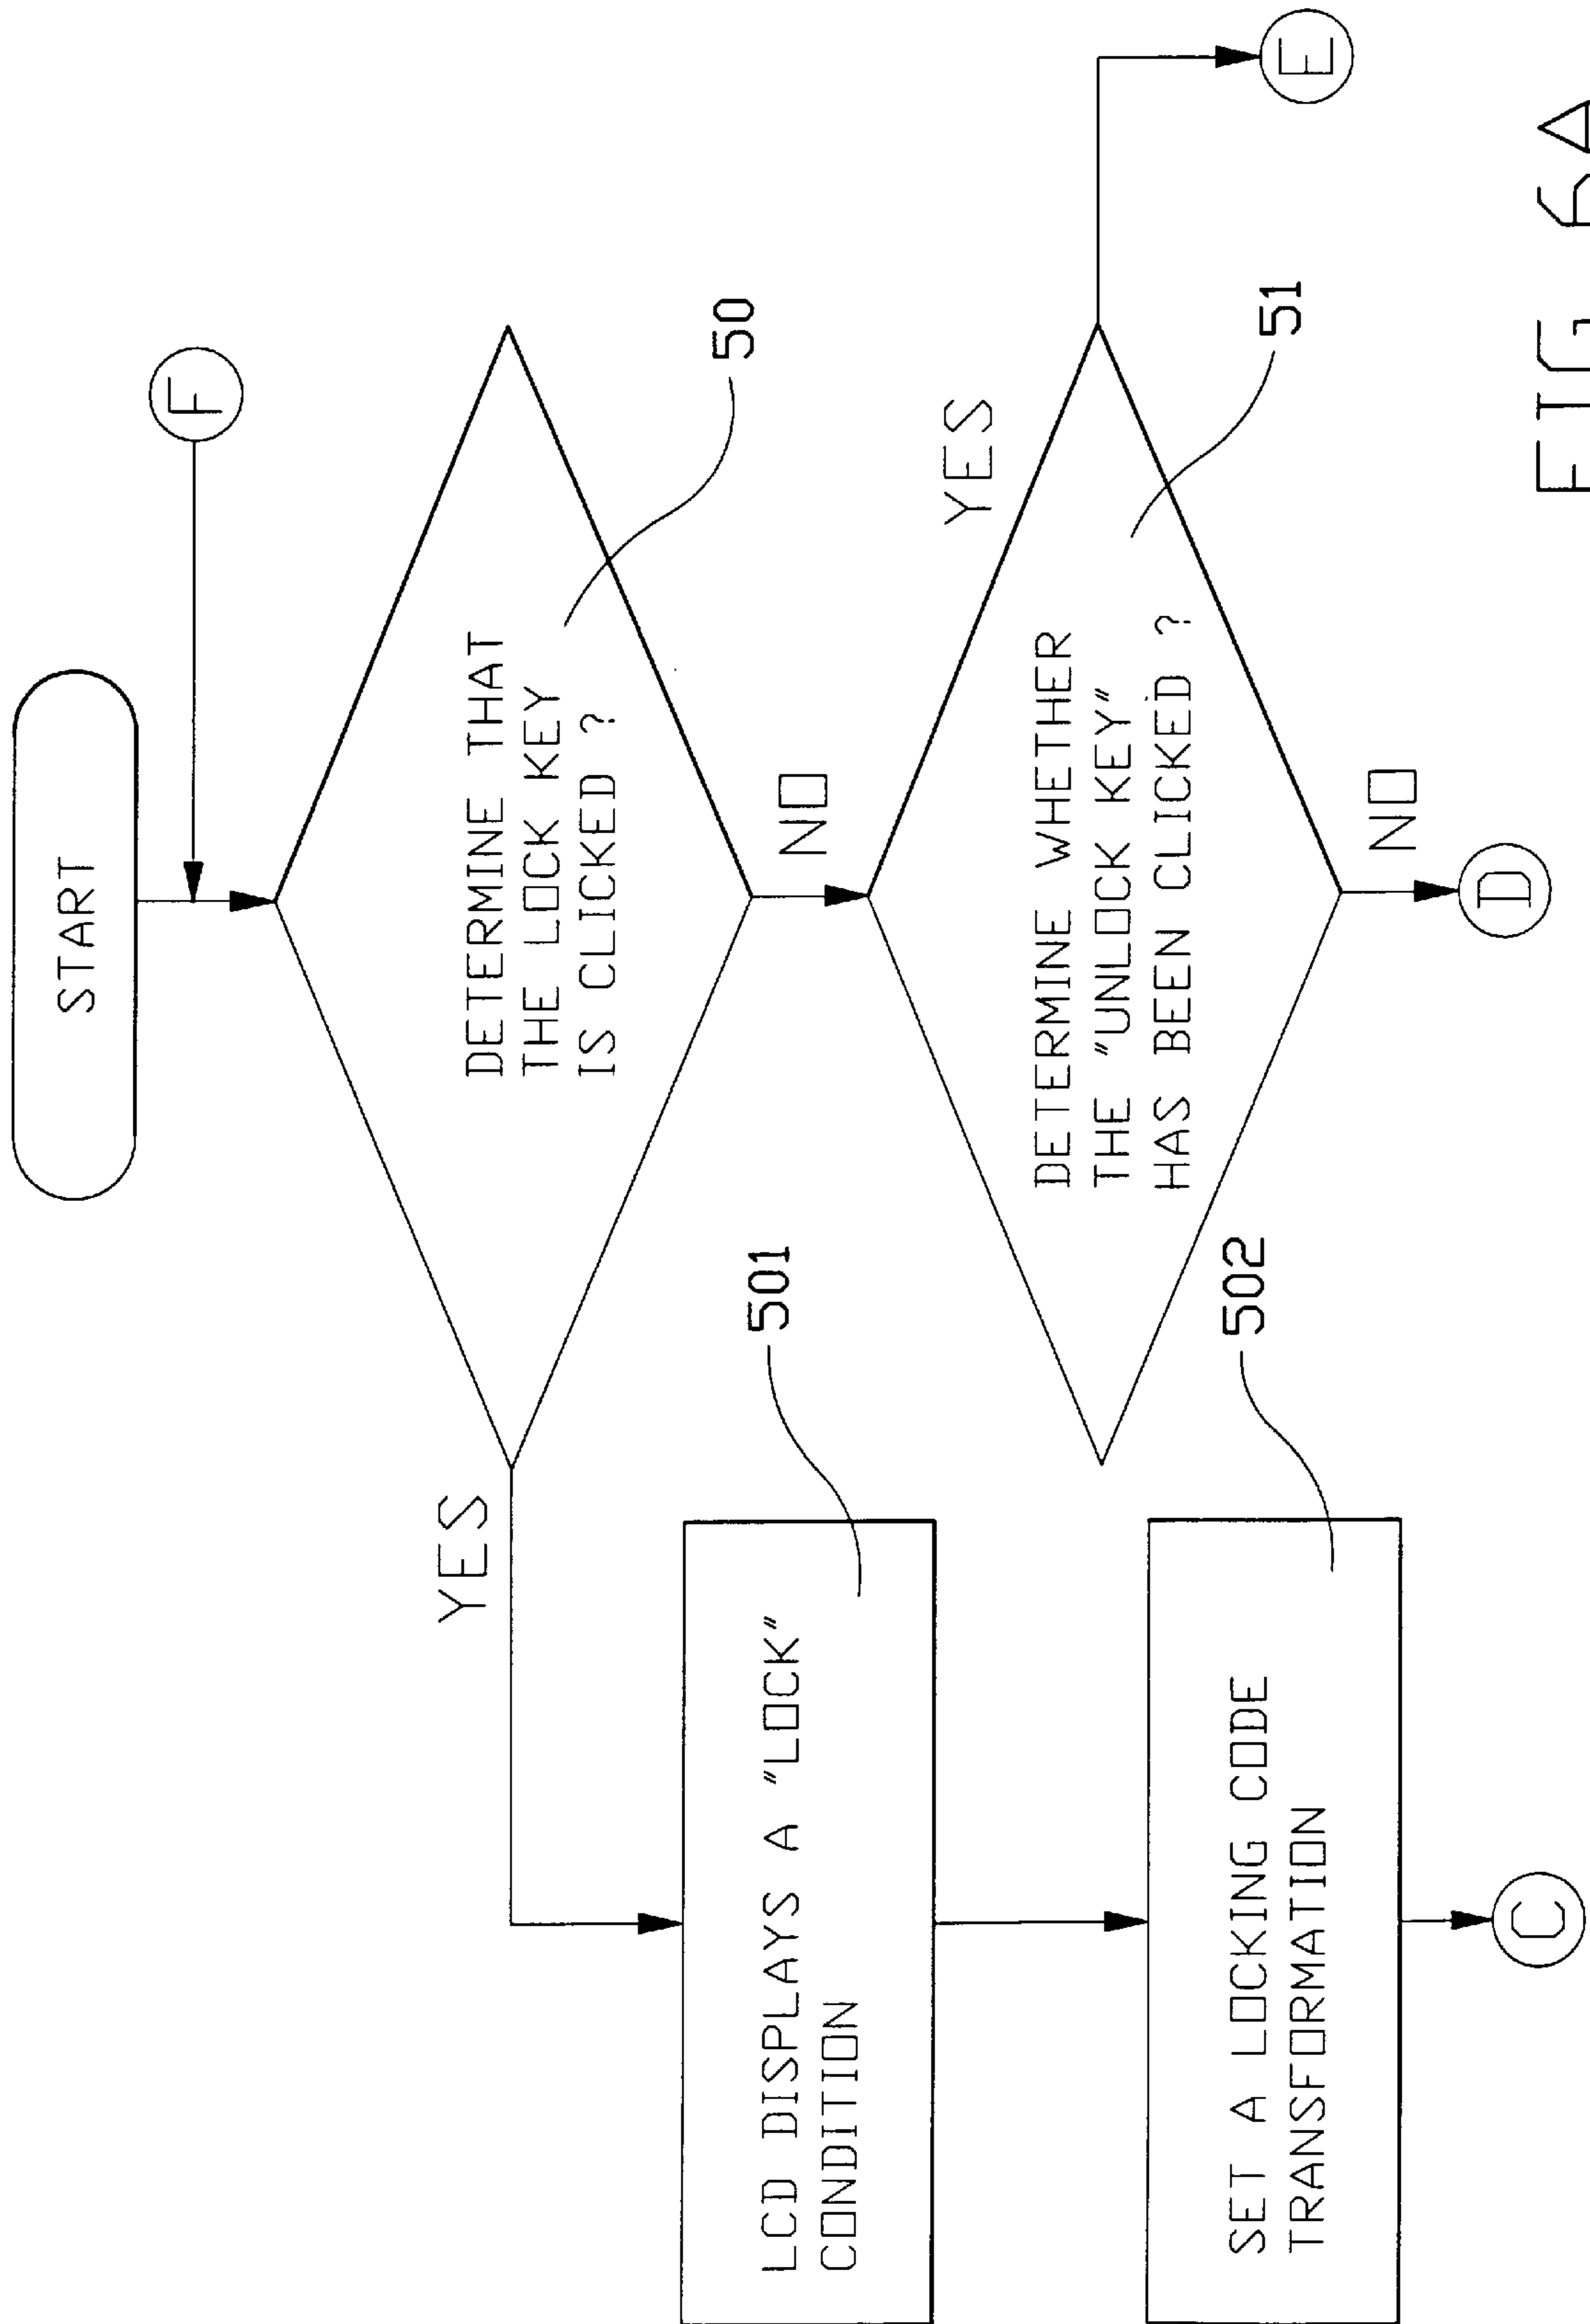 START
F
DETERMINE THAT
THE LOCK KEY
IS CLICKED ?
50
YES
NO
LCD DISPLAYS A "LOCK"
CONDITION
501
DETERMINE WHETHER
THE "UNLOCK KEY"
HAS BEEN CLICKED ?
51
YES
NO
SET A LOCKING CODE
TRANSFORMATION
502
C
D
E
FIG. 6A